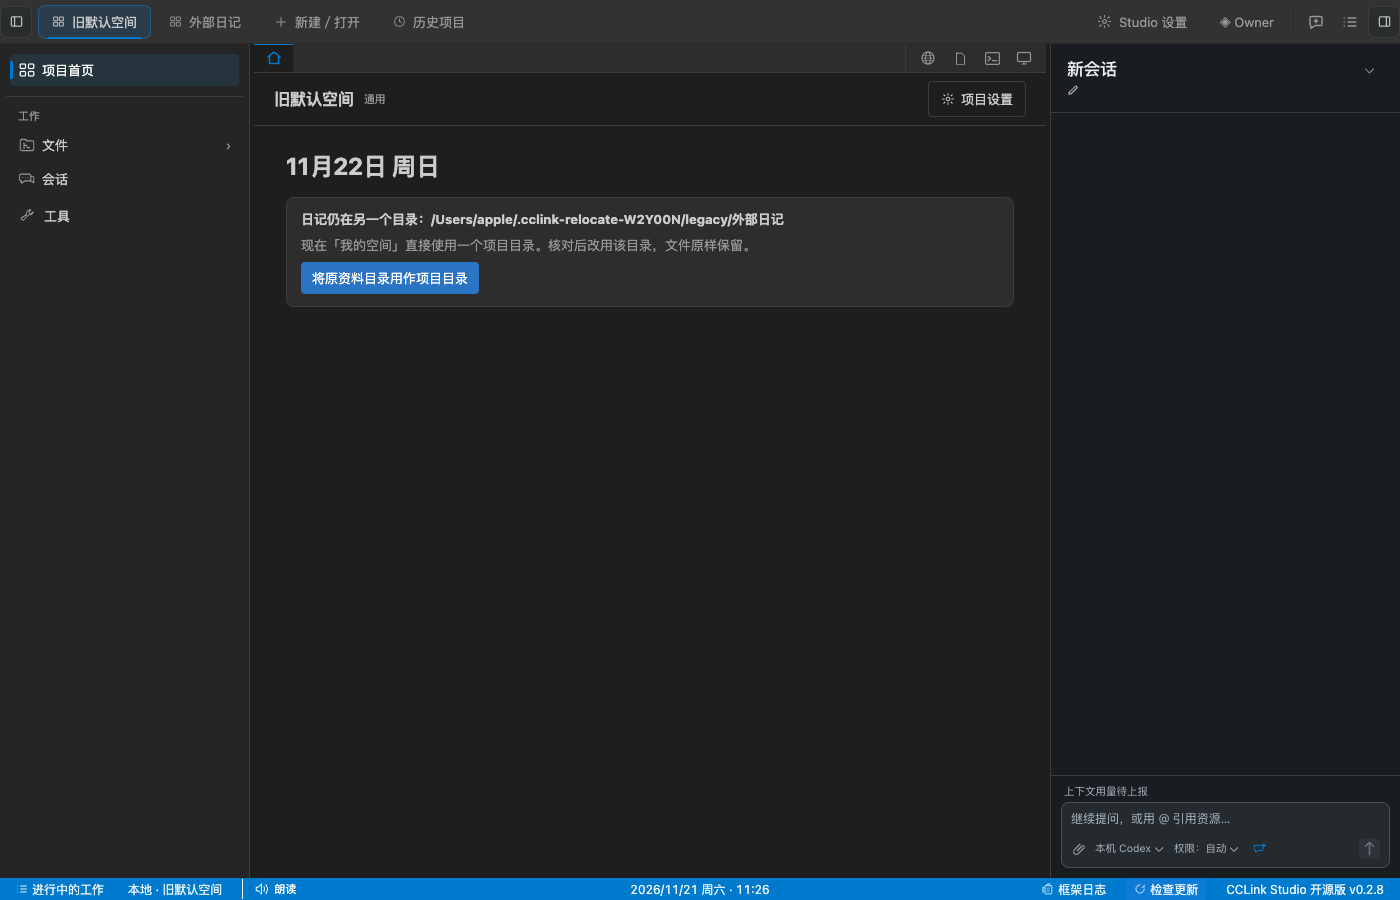 旧默认空间
外部日记
新建 / 打开
历史项目
Studio 设置
Owner
项目首页
工作
文件
会话
工具
旧默认空间 通用
项目设置
11月22日 周日
日记仍在另一个目录：/Users/apple/.cclink-relocate-W2Y00N/legacy/外部日记
现在「我的空间」直接使用一个项目目录。核对后改用该目录，文件原样保留。
将原资料目录用作项目目录
新会话
上下文用量待上报
继续提问，或用 @ 引用资源...
本机 Codex 权限：自动
进行中的工作
本地 · 旧默认空间
朗读
2026/11/21 周六 · 11:26
框架日志
检查更新
CCLink Studio 开源版 v0.2.8